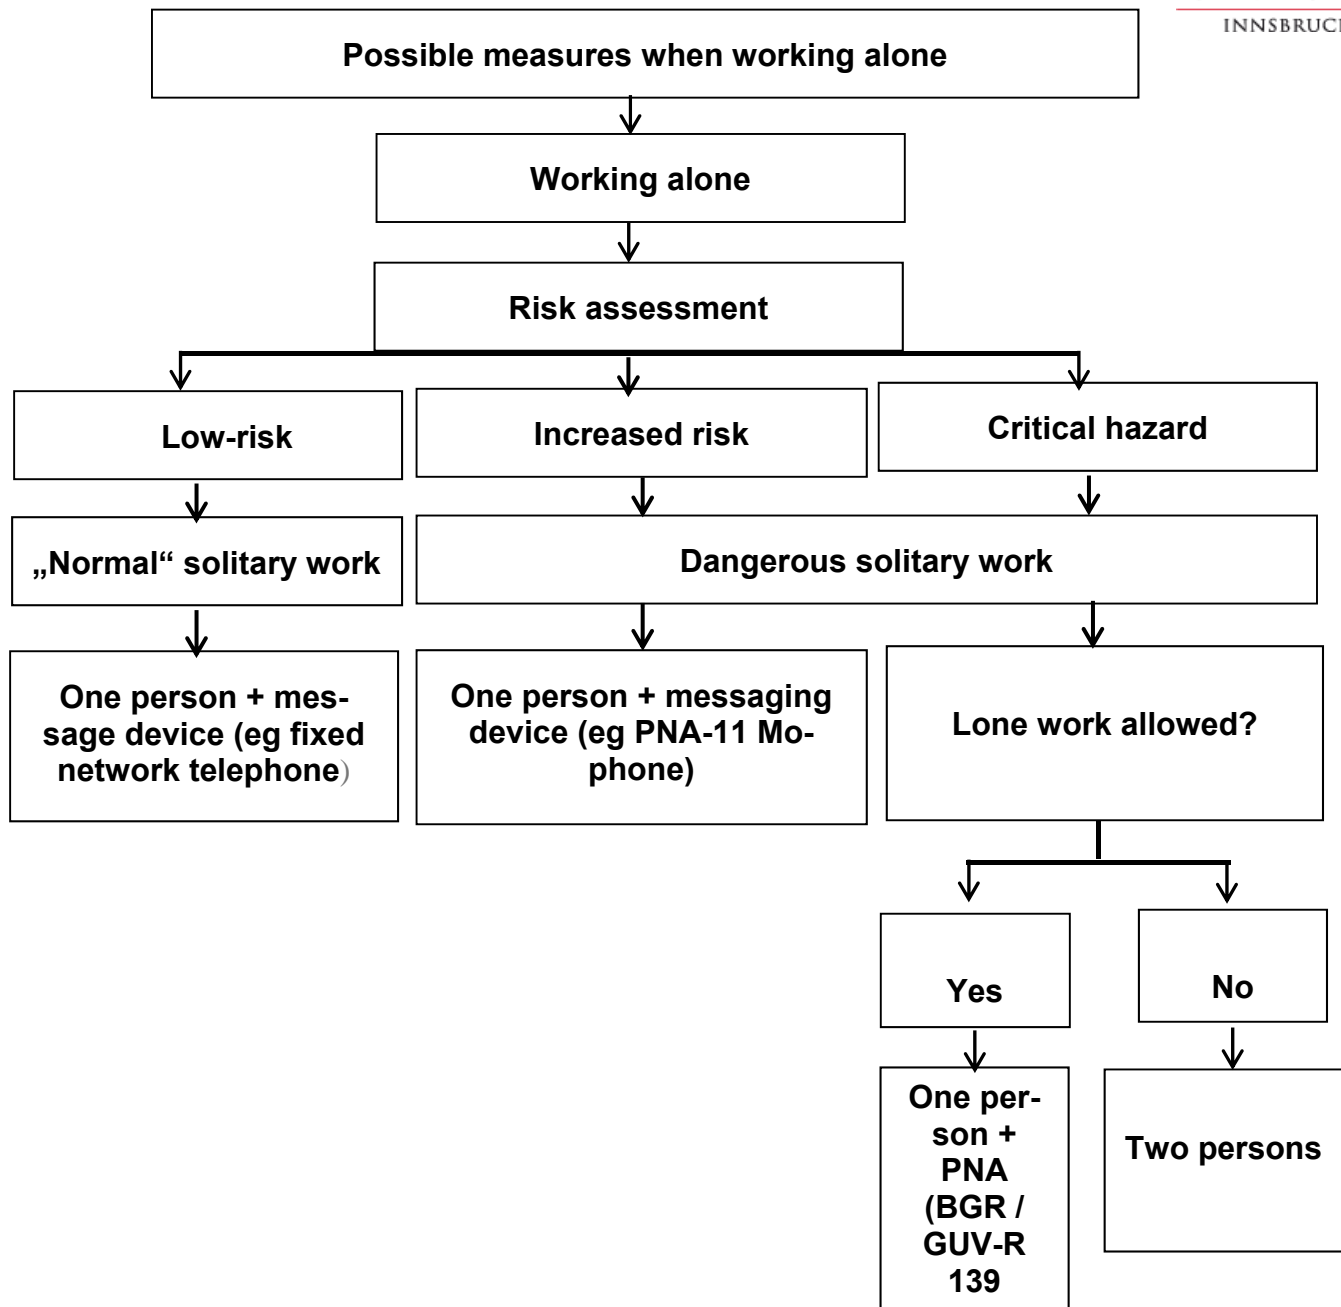 INNSBRUCK
Possible measures when working alone
Working alone
Risk assessment
Low-risk
Increased risk
Critical hazard
„Normal“ solitary work
Dangerous solitary work
One person + mes-
sage device (eg fixed
network telephone)
One person + messaging
device (eg PNA-11 Mo-
phone)
Lone work allowed?
Yes
No
One per-
son +
PNA
(BGR /
GUV-R
139
Two persons